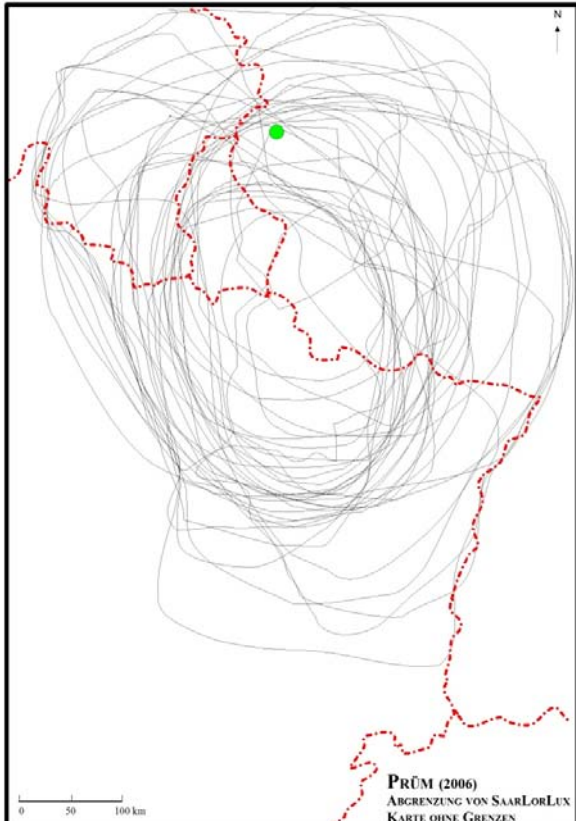 N
0 50 100 km
PRÜM (2006)
ABGRENZUNG VON SAARLORLUX
KARTE OHNE GRENZEN